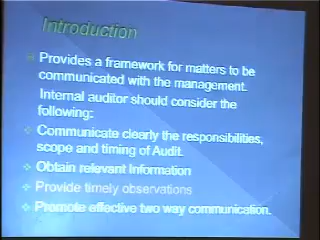 Introduction
Provides a framework for matters to be
communicated with the management.
Internal auditor should consider the
following:
Communicate clearly the responsibilities,
scope and timing of Audit.
Obtain relevant Information
Provide timely observations
Promote effective two way communication.